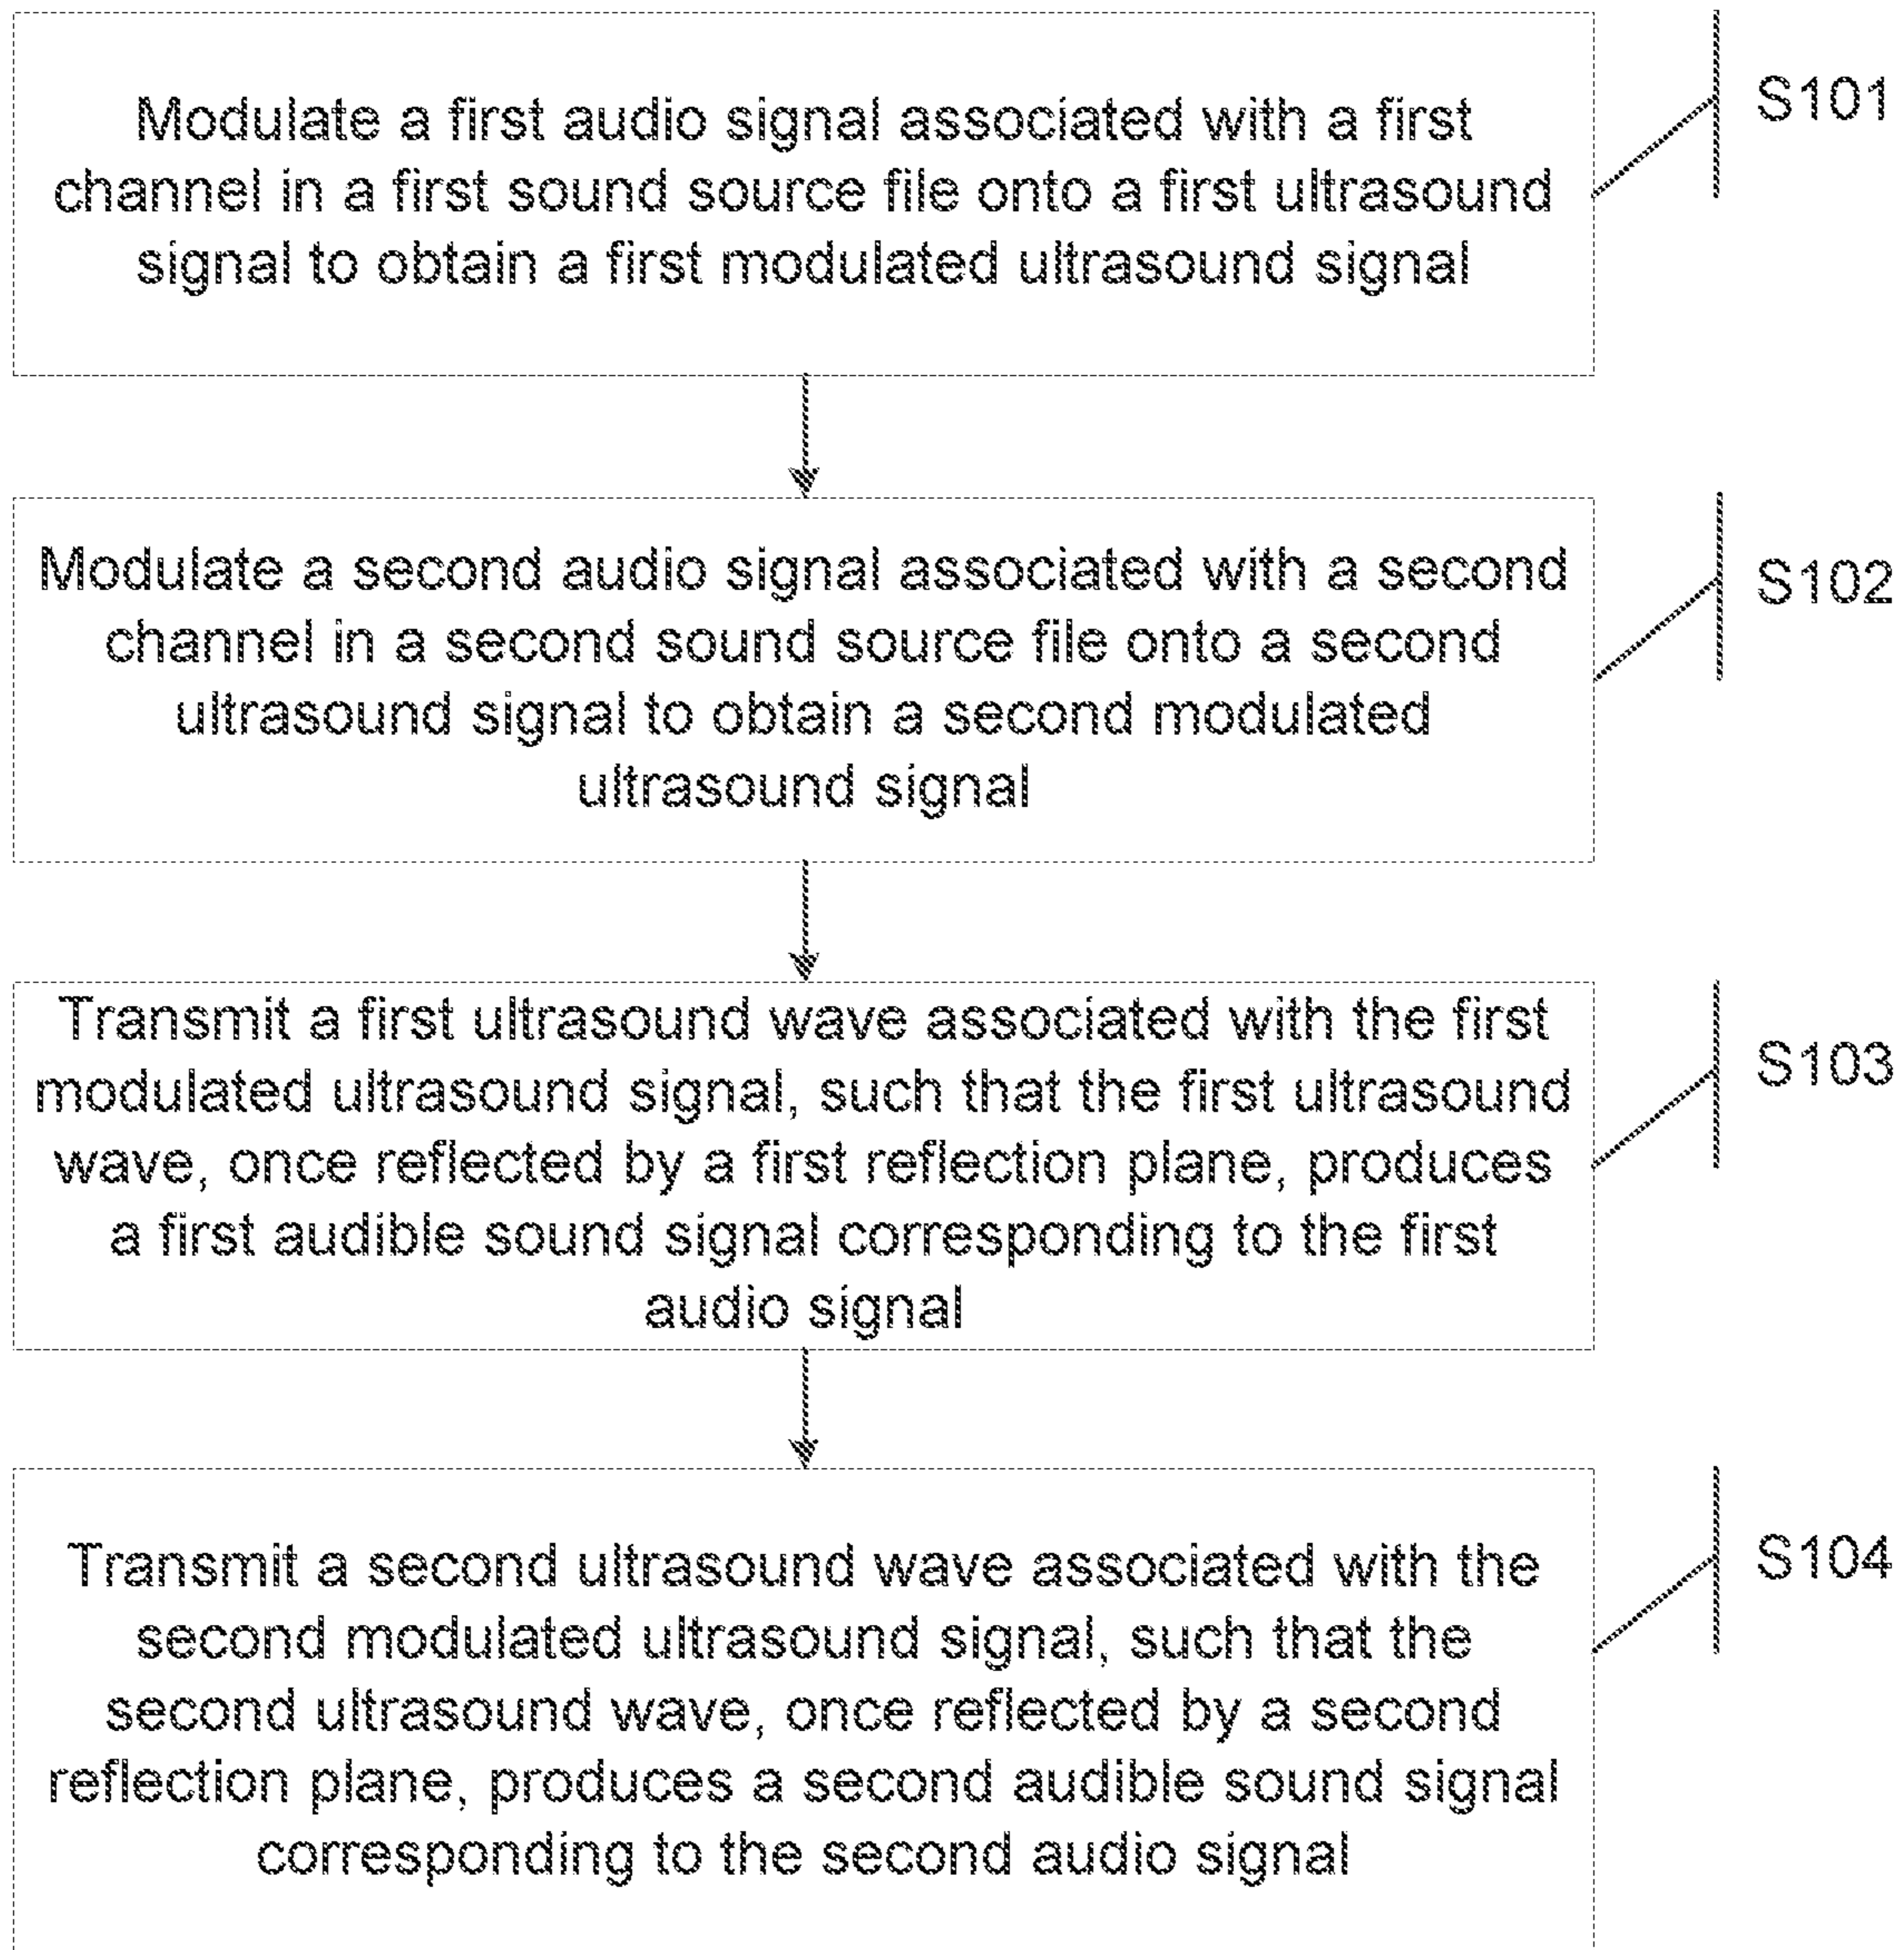 Modulate a first audio signal associated with a first
channel in a first sound source file onto a first ultrasound
signal to obtain a first modulated ultrasound signal
S101
Modulate a second audio signal associated with a second
channel in a second sound source file onto a second
ultrasound signal to obtain a second modulated
ultrasound signal
S102
Transmit a first ultrasound wave associated with the first
modulated ultrasound signal, such that the first ultrasound
wave, once reflected by a first reflection plane, produces
a first audible sound signal corresponding to the first
audio signal
S103
Transmit a second ultrasound wave associated with the
second modulated ultrasound signal, such that the
second ultrasound wave, once reflected by a second
reflection plane, produces a second audible sound signal
corresponding to the second audio signal
S104